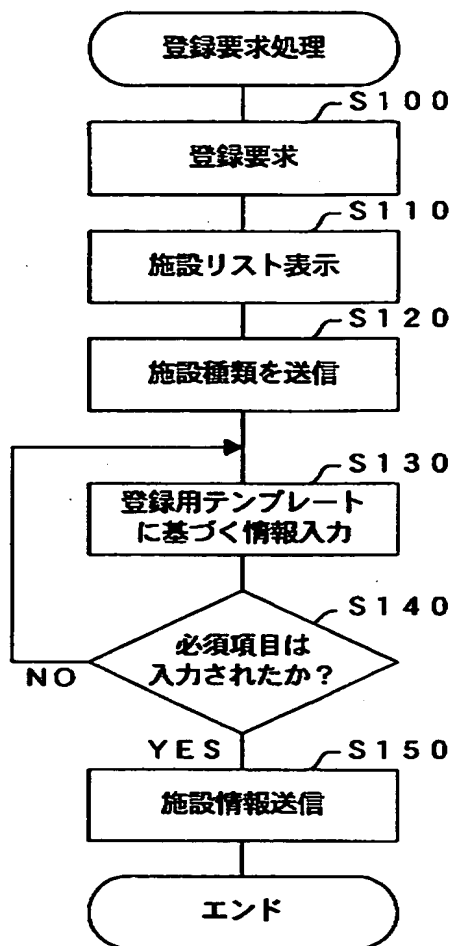 登録要求処理
S100
登録要求
S110
施設リスト表示
S120
施設種類を送信
S130
登録用テンプレート
に基づく情報入力
S140
必須項目は
入力されたか?
NO
YES
S150
施設情報送信
エンド